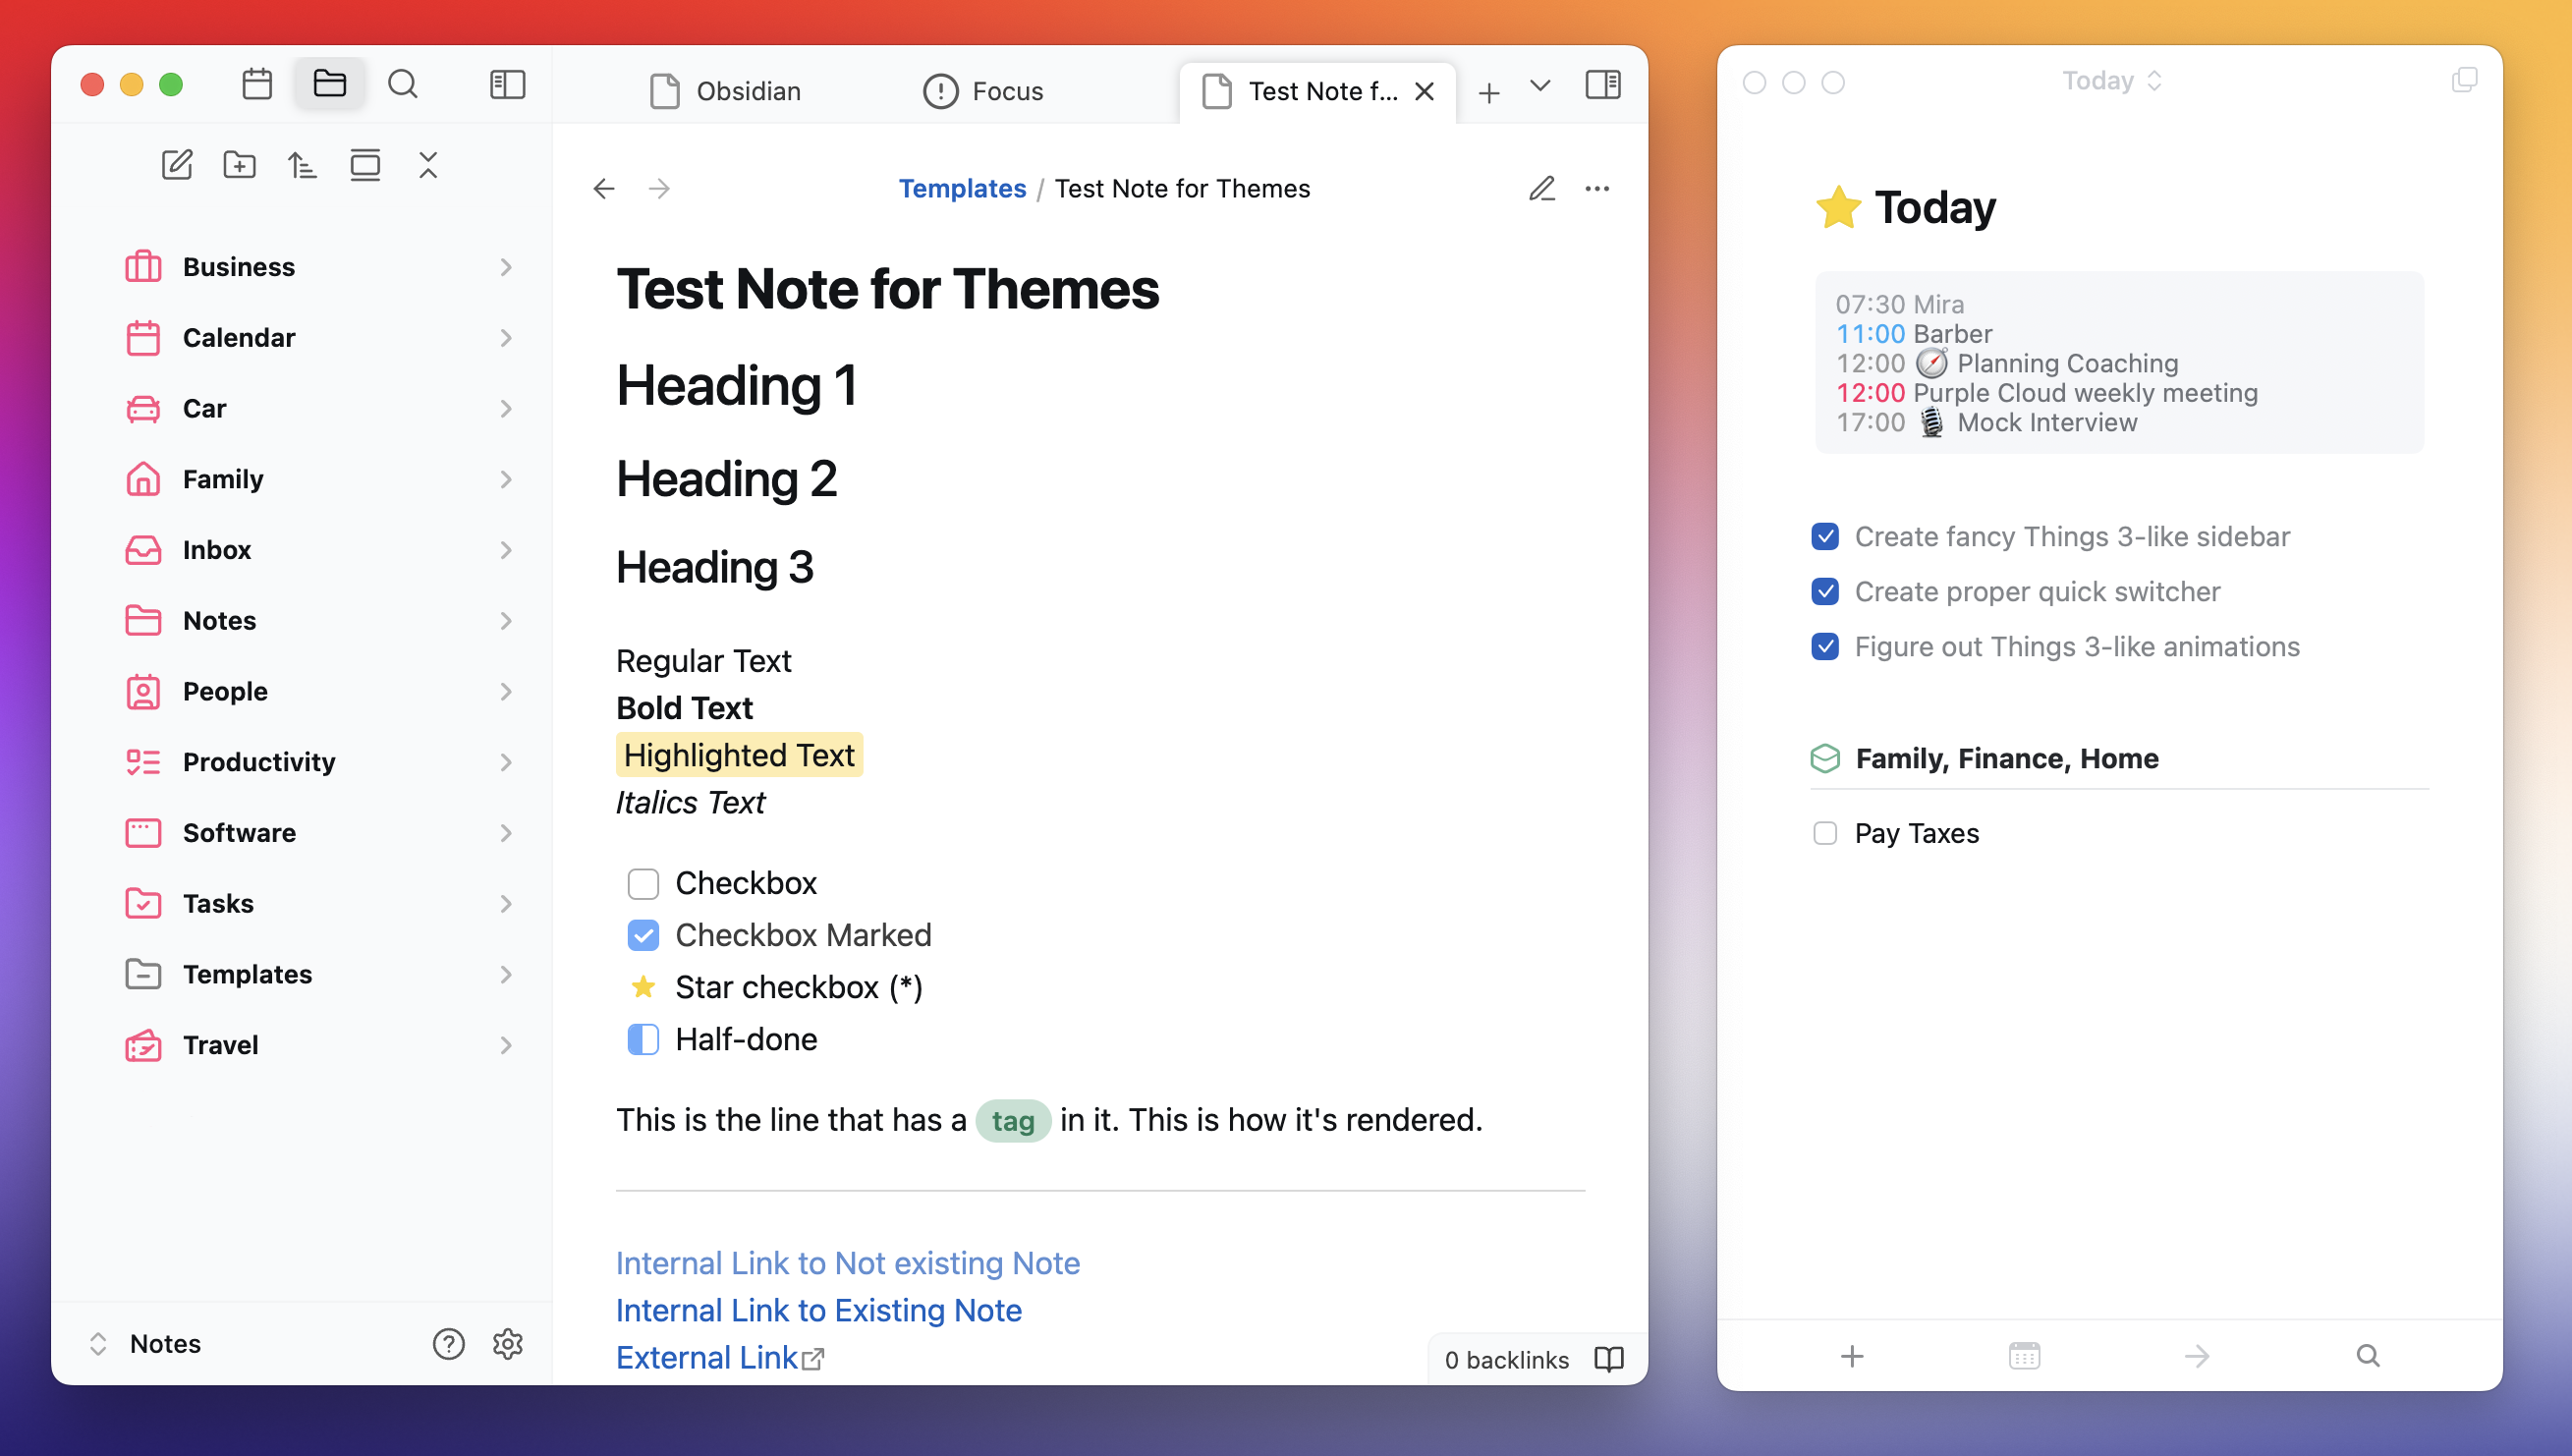 Obsidian
Focus
Test Note f...
Business
Calendar
Car
Family
Inbox
Notes
People
Productivity
Software
Tasks
Templates
Travel
Notes
Templates / Test Note for Themes
Test Note for Themes
Heading 1
Heading 2
Heading 3
Regular Text
Bold Text
Highlighted Text
Italics Text
Checkbox
Checkbox Marked
Star checkbox (*)
Half-done
This is the line that has a tag in it. This is how it's rendered.
Internal Link to Not existing Note
Internal Link to Existing Note
External Link
0 backlinks
Today
Today
07:30 Mira
11:00 Barber
12:00 🧭 Planning Coaching
12:00 Purple Cloud weekly meeting
17:00 🎙️ Mock Interview
Create fancy Things 3-like sidebar
Create proper quick switcher
Figure out Things 3-like animations
Family, Finance, Home
Pay Taxes